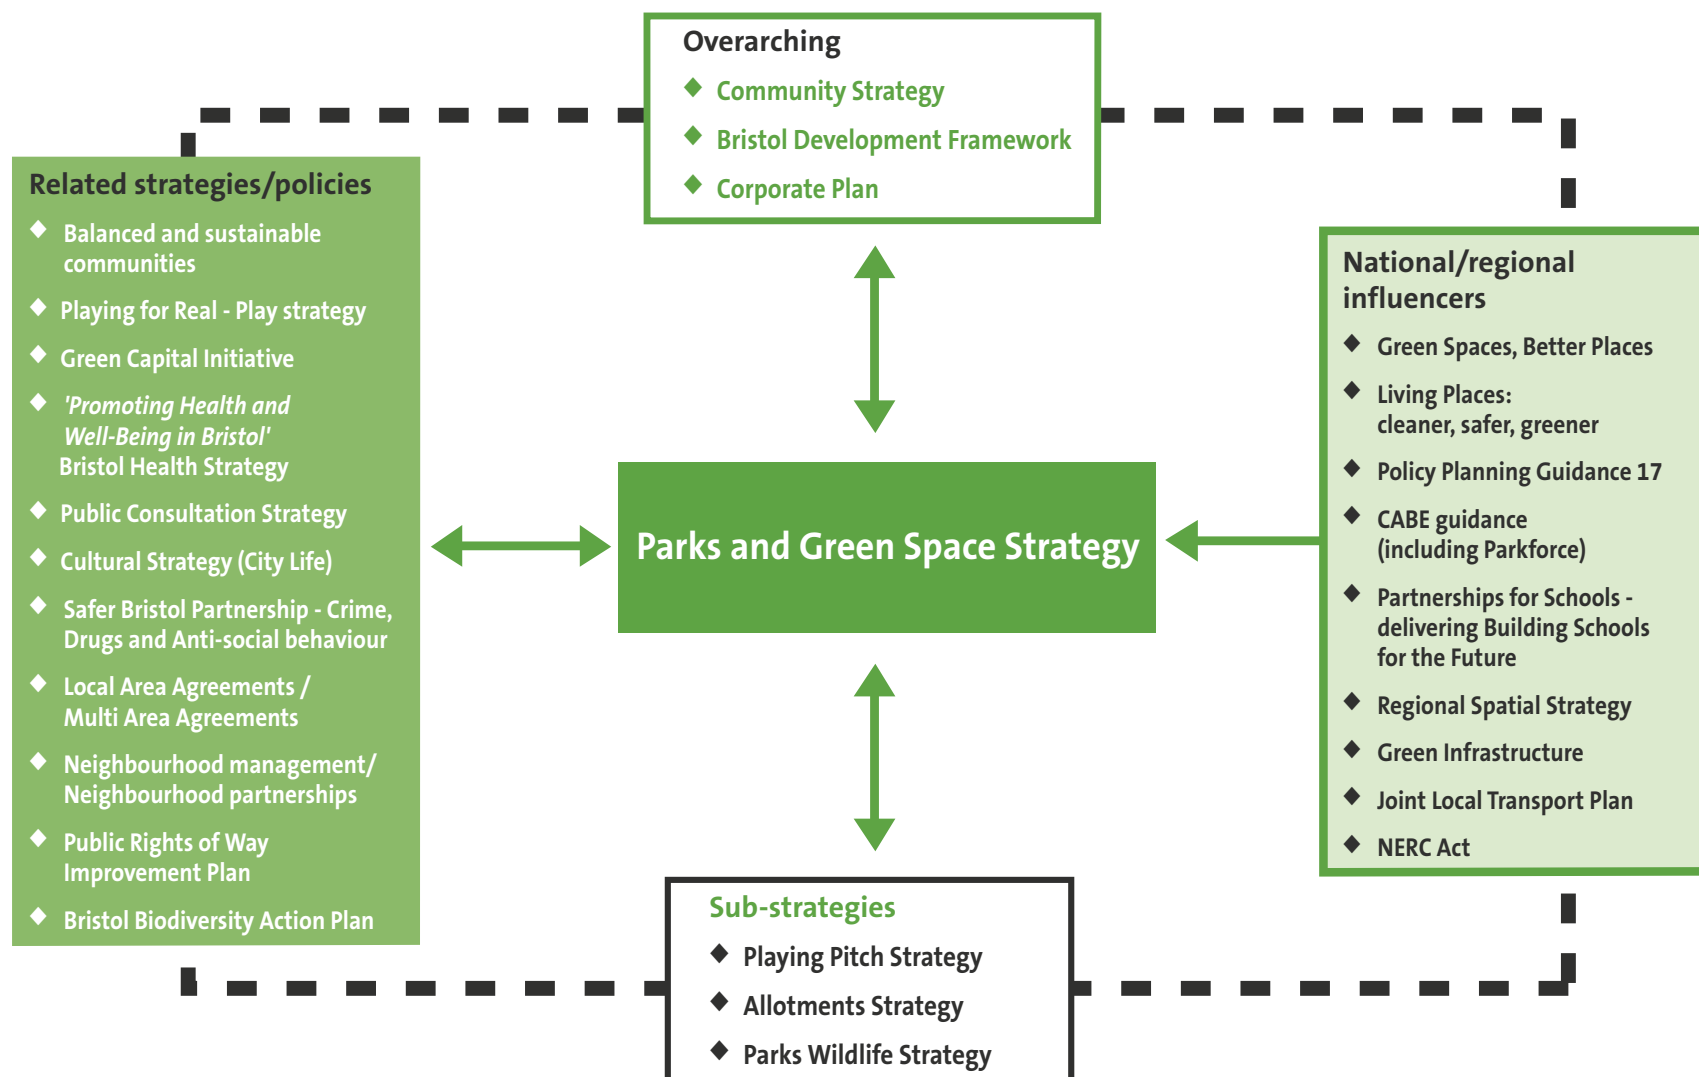 Overarching
Community Strategy
Bristol Development Framework
Corporate Plan
Related strategies/policies
Balanced and sustainable
communities
Playing for Real - Play strategy
Green Capital Initiative
'Promoting Health and
Well-Being in Bristol'
Bristol Health Strategy
Public Consultation Strategy
Cultural Strategy (City Life)
Safer Bristol Partnership - Crime,
Drugs and Anti-social behaviour
Local Area Agreements /
Multi Area Agreements
Neighbourhood management/
Neighbourhood partnerships
Public Rights of Way
Improvement Plan
Bristol Biodiversity Action Plan
Parks and Green Space Strategy
National/regional
influencers
Green Spaces, Better Places
Living Places:
cleaner, safer, greener
Policy Planning Guidance 17
CABE guidance
(including Parkforce)
Partnerships for Schools -
delivering Building Schools
for the Future
Regional Spatial Strategy
Green Infrastructure
Joint Local Transport Plan
NERC Act
Sub-strategies
Playing Pitch Strategy
Allotments Strategy
Parks Wildlife Strategy